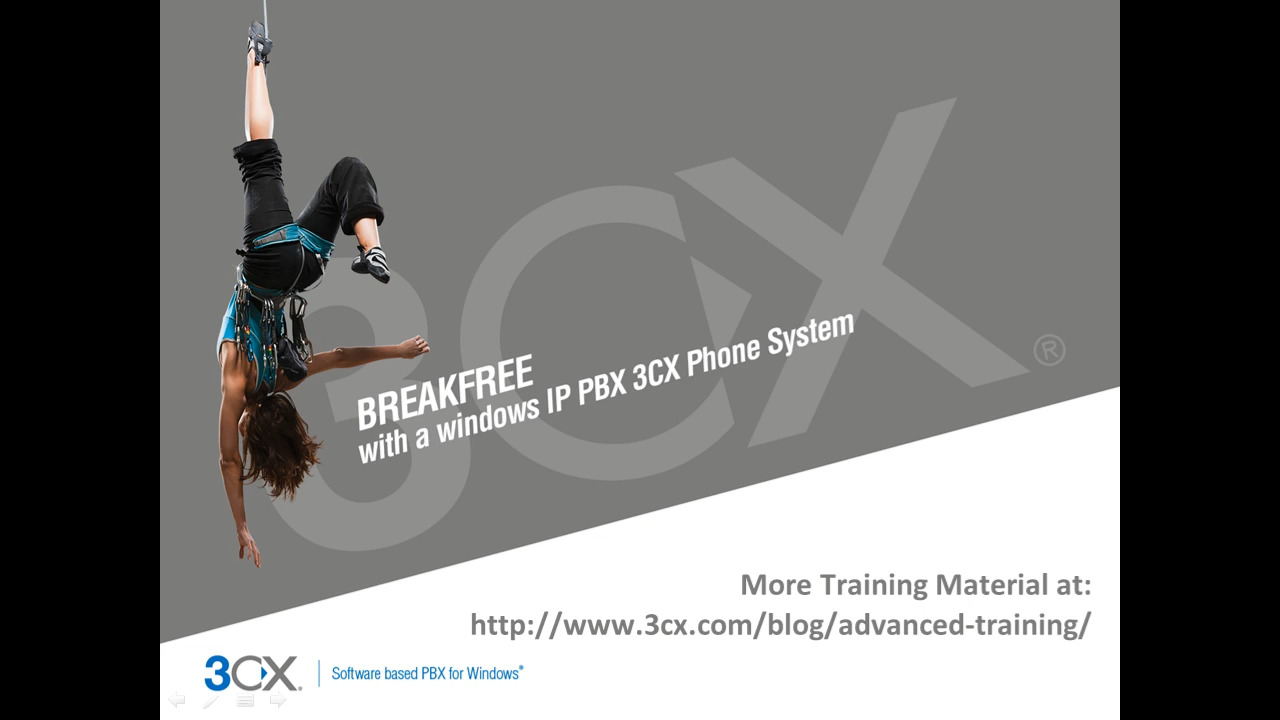 3CX®
BREAKFREE
with a windows IP PBX 3CX Phone System
More Training Material at:
http://www.3cx.com/blog/advanced-training/
3CX® Software based PBX for Windows®